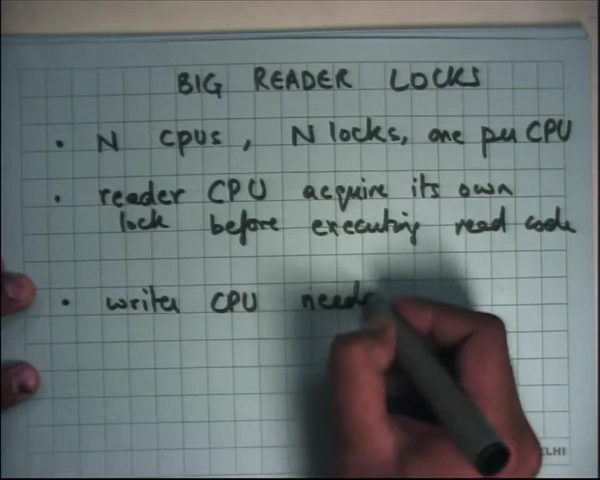 BIG READER LOCKS
• N CPUs, N locks, one per CPU
• reader CPU acquire its own
lock before executing read code
• writer CPU needs
ELHI